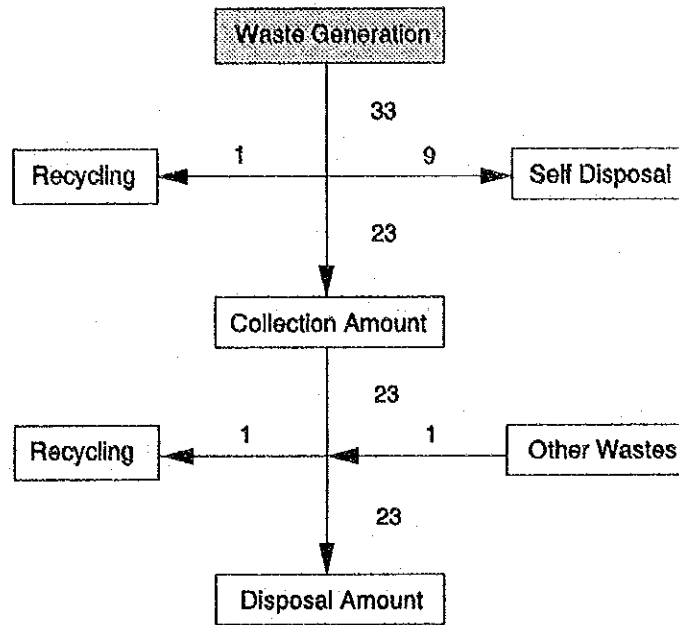 Waste Generation
33
1
9
Recycling
Self Disposal
23
Collection Amount
23
1
1
Recycling
Other Wastes
23
Disposal Amount